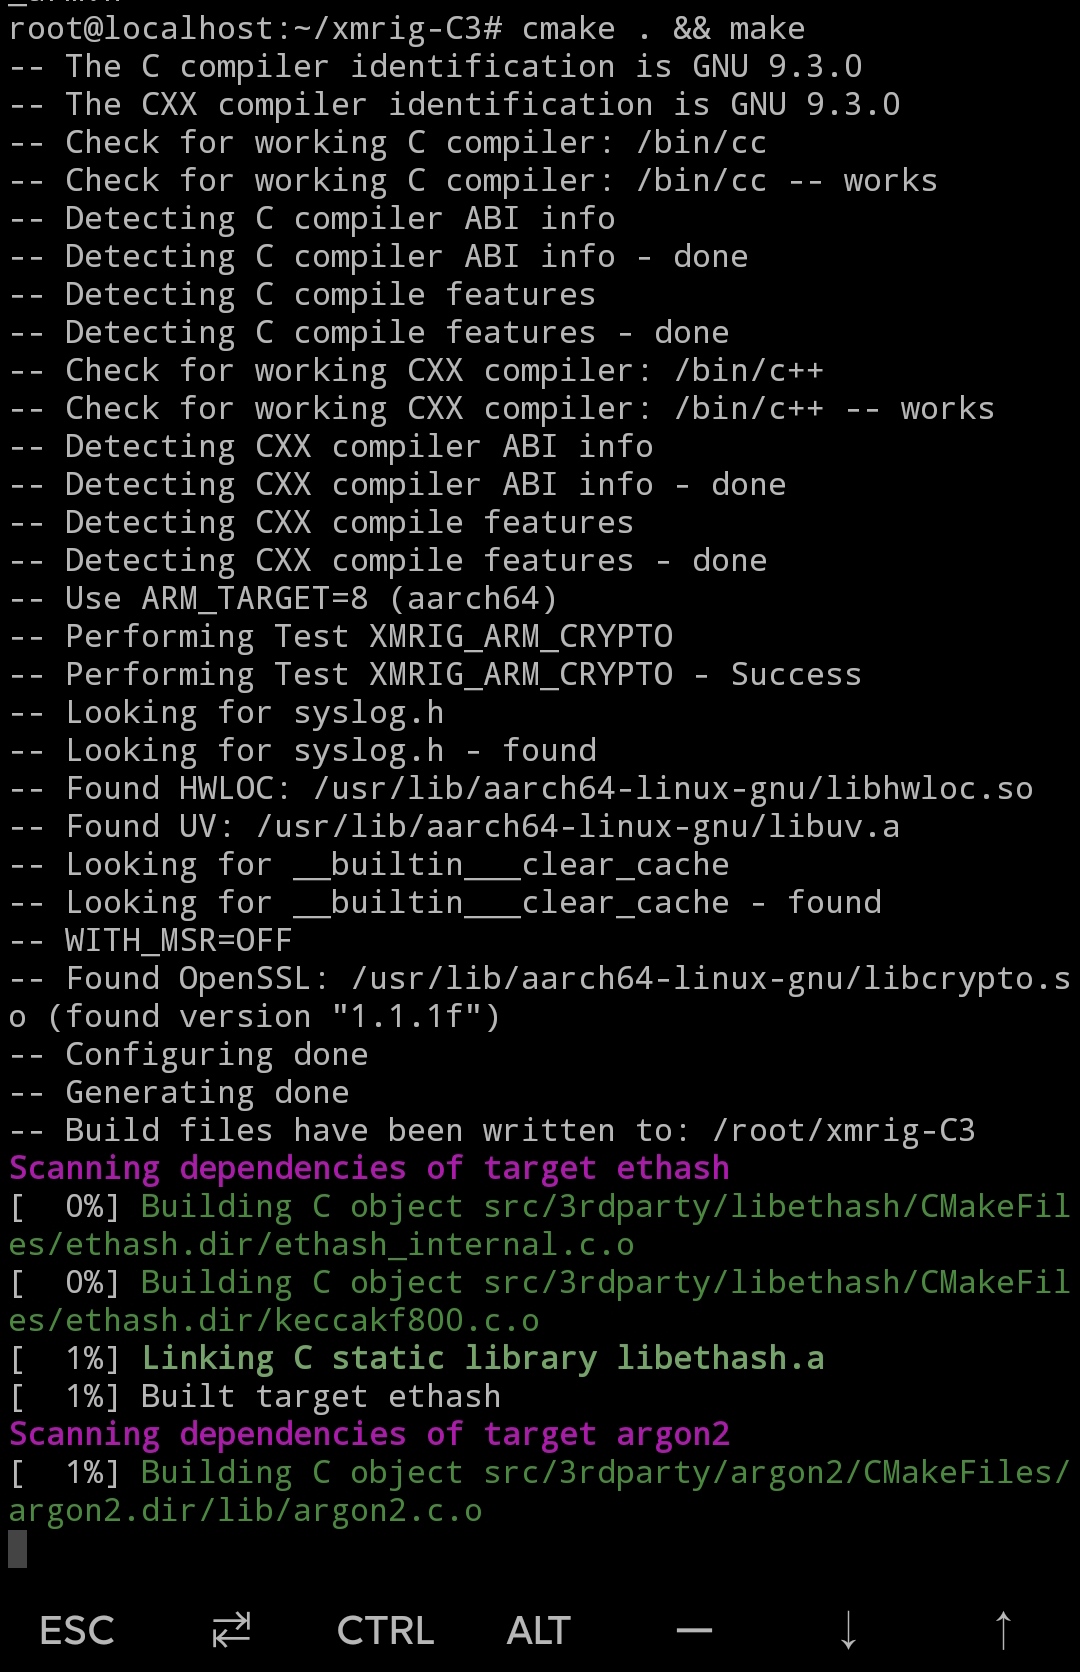 root@localhost:~/xmrig-C3# cmake . && make
-- The C compiler identification is GNU 9.3.0
-- The CXX compiler identification is GNU 9.3.0
-- Check for working C compiler: /bin/cc
-- Check for working C compiler: /bin/cc -- works
-- Detecting C compiler ABI info
-- Detecting C compiler ABI info - done
-- Detecting C compile features
-- Detecting C compile features - done
-- Check for working CXX compiler: /bin/c++
-- Check for working CXX compiler: /bin/c++ -- works
-- Detecting CXX compiler ABI info
-- Detecting CXX compiler ABI info - done
-- Detecting CXX compile features
-- Detecting CXX compile features - done
-- Use ARM_TARGET=8 (aarch64)
-- Performing Test XMRIG_ARM_CRYPTO
-- Performing Test XMRIG_ARM_CRYPTO - Success
-- Looking for syslog.h
-- Looking for syslog.h - found
-- Found HWLOC: /usr/lib/aarch64-linux-gnu/libhwloc.so
-- Found UV: /usr/lib/aarch64-linux-gnu/libuv.a
-- Looking for __builtin___clear_cache
-- Looking for __builtin___clear_cache - found
-- WITH_MSR=OFF
-- Found OpenSSL: /usr/lib/aarch64-linux-gnu/libcrypto.s
o (found version "1.1.1f")
-- Configuring done
-- Generating done
-- Build files have been written to: /root/xmrig-C3
Scanning dependencies of target ethash
[  0%] Building C object src/3rdparty/libethash/CMakeFil
es/ethash.dir/ethash_internal.c.o
[  0%] Building C object src/3rdparty/libethash/CMakeFil
es/ethash.dir/keccakf800.c.o
[  1%] Linking C static library libethash.a
[  1%] Built target ethash
Scanning dependencies of target argon2
[  1%] Building C object src/3rdparty/argon2/CMakeFiles/
argon2.dir/lib/argon2.c.o
ESC ⇄ CTRL ALT — ↓ ↑